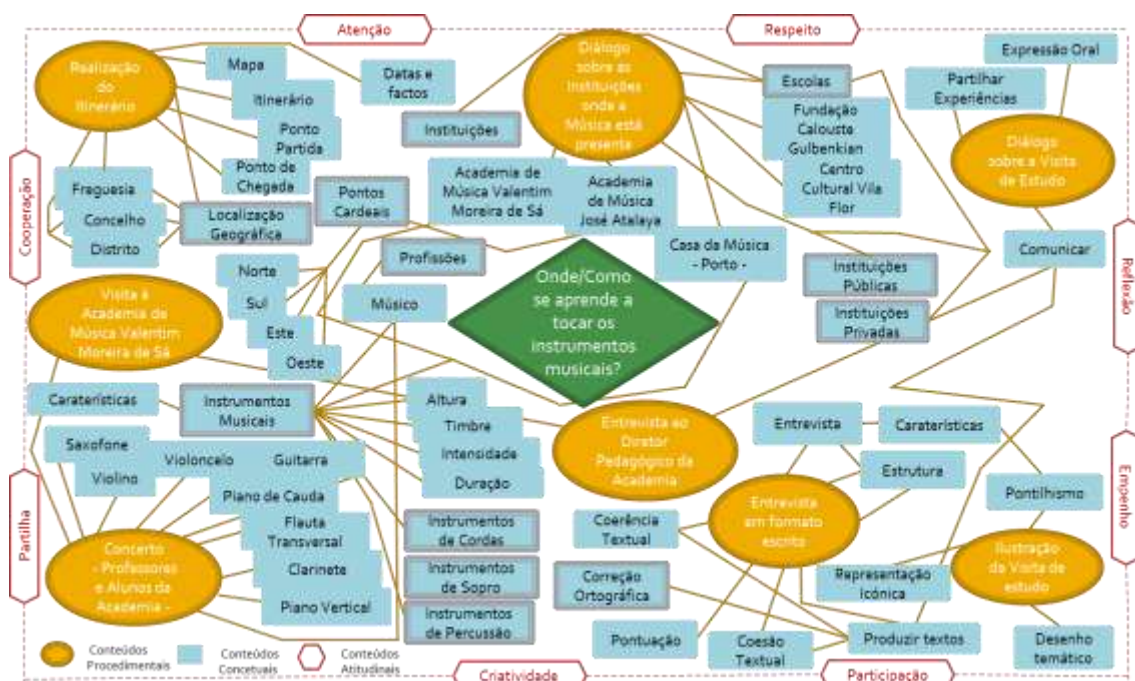 Atenção
Respeito
Realização
do
Itinerário
Mapa
Itinerário
Ponto
Partida
Ponto de
Chegada
Datas e
factos
Instituições
Diálogo
sobre as
Instituições
onde a
Música está
presente
Escolas
Fundação
Calouste
Gulbenkian
Centro
Cultural Vila
Flor
Expressão Oral
Partilhar
Experiências
Diálogo
sobre a Visita
de Estudo
Cooperação
Freguesia
Concelho
Distrito
Localização
Geográfica
Pontos
Cardeais
Academia de
Música Valentim
Moreira de Sá
Academia
de Música
José Atalaya
Casa da Música
- Porto -
Profissões
Músico
Comunicar
Instituições
Públicas
Instituições
Privadas
Reflexão
Norte
Sul
Este
Oeste
Visita à
Academia de
Música Valentim
Moreira de Sá
Onde/Como
se aprende a
tocar os
instrumentos
musicais?
Caraterísticas
Instrumentos
Musicais
Altura
Timbre
Intensidade
Duração
Entrevista ao
Diretor
Pedagógico da
Academia
Entrevista
Caraterísticas
Estrutura
Pontilhismo
Empenho
Partilha
Saxofone
Violino
Violoncelo
Guitarra
Piano de Cauda
Flauta
Transversal
Clarinete
Piano Vertical
Concerto
- Professores
e Alunos da
Academia -
Instrumentos
de Cordas
Instrumentos
de Sopro
Instrumentos
de Percussão
Coerência
Textual
Correção
Ortográfica
Pontuação
Coesão
Textual
Entrevista
em formato
escrito
Representação
Icónica
Produzir textos
Ilustração
da Visita de
estudo
Desenho
temático
Conteúdos
Procedimentais
Conteúdos
Concetuais
Conteúdos
Atitudinais
Criatividade
Participação